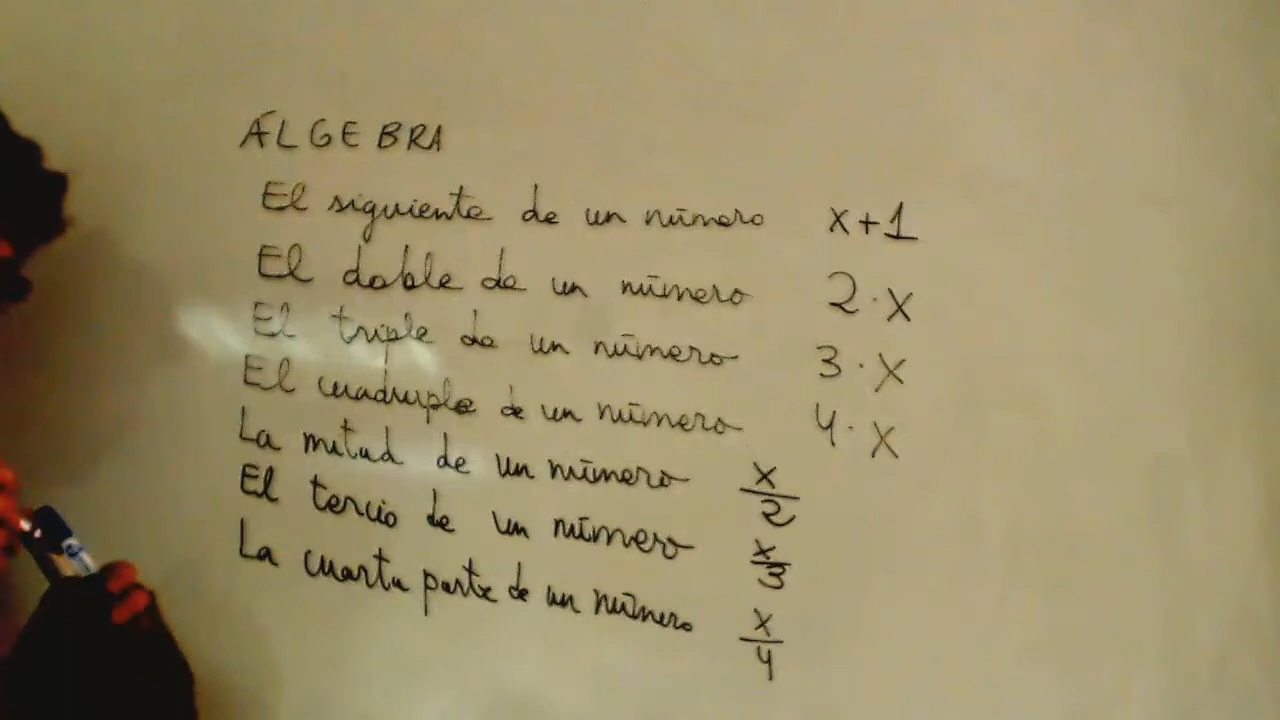 ÁLGEBRA
El siguiente de un número x+1
El doble de un número 2·x
El triple de un número 3·x
El cuadruple de un número 4·x
La mitad de un número x/2
El tercio de un número x/3
La cuarta parte de un número x/4